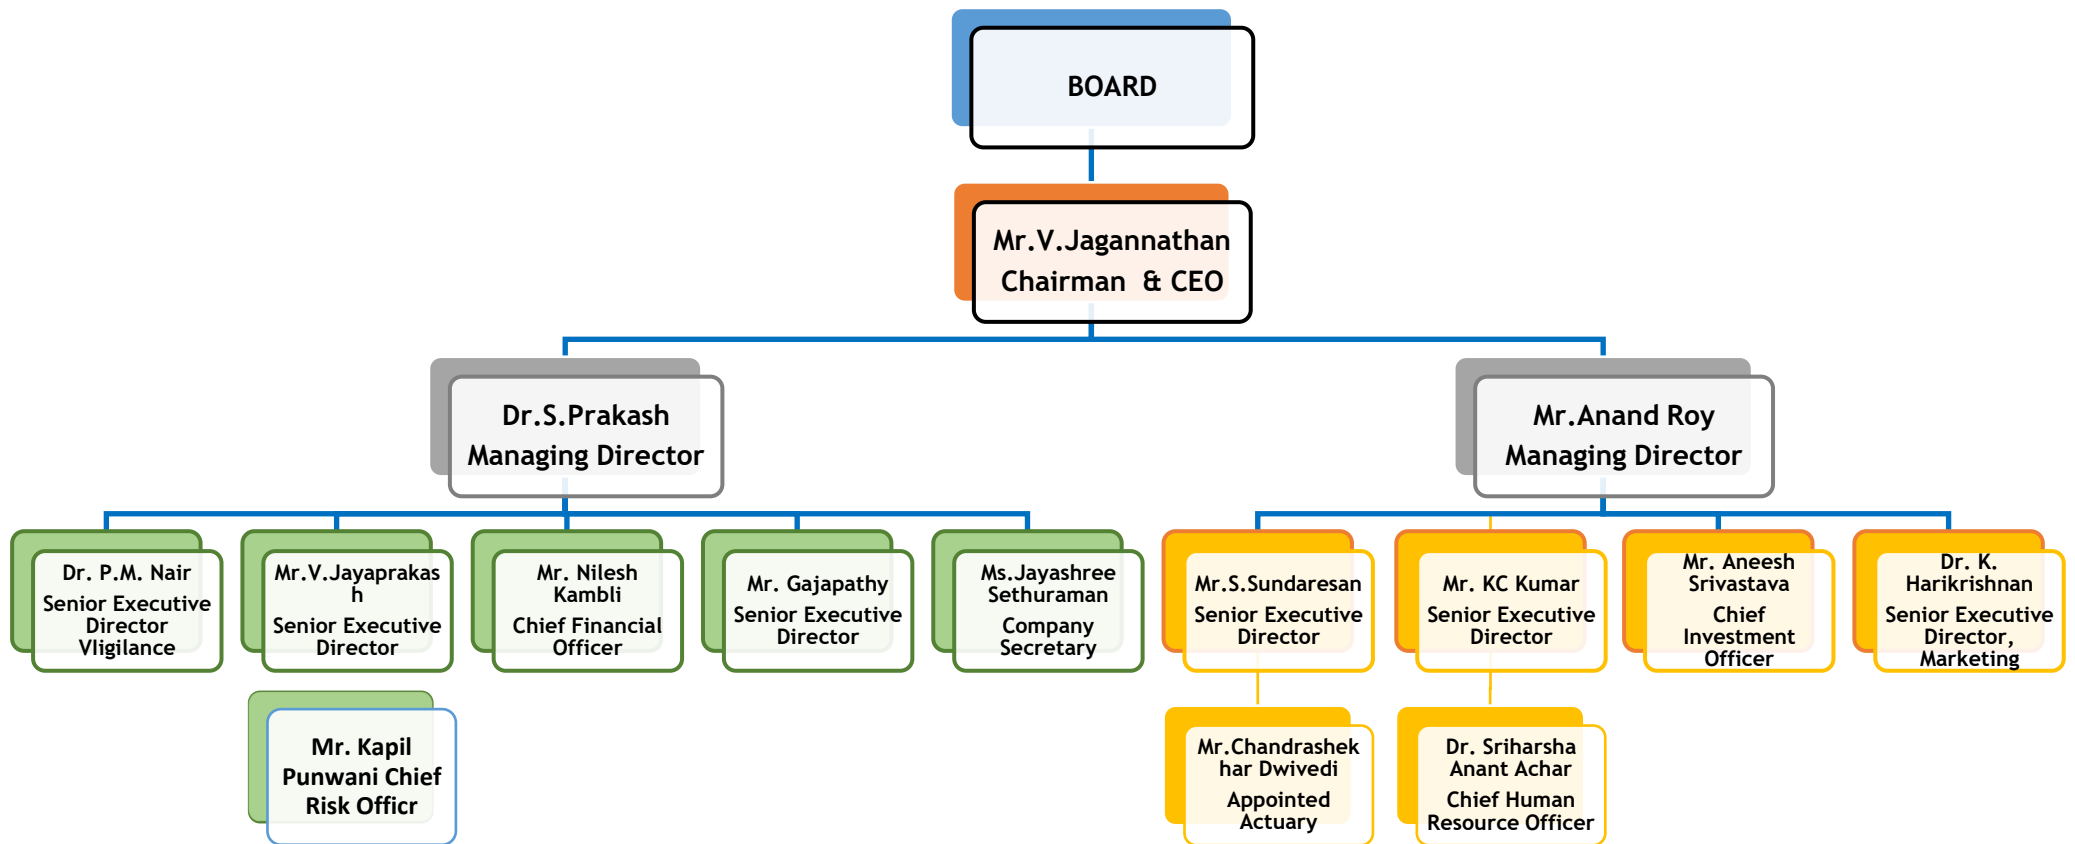 BOARD
Mr.V.Jagannathan
Chairman & CEO
Dr.S.Prakash
Managing Director
Mr.Anand Roy
Managing Director
Dr. P.M. Nair
Senior Executive
Director
VIigilance
Mr.V.Jayaprakas
h
Senior Executive
Director
Mr. Nilesh
Kambli
Chief Financial
Officer
Mr. Gajapathy
Senior Executive
Director
Ms.Jayashree
Sethuraman
Company
Secretary
Mr.S.Sundaresan
Senior Executive
Director
Mr. KC Kumar
Senior Executive
Director
Mr. Aneesh
Srivastava
Chief
Investment
Officer
Dr. K.
Harikrishnan
Senior Executive
Director,
Marketing
Mr. Kapil
Punwani Chief
Risk Officr
Mr.Chandrashek
har Dwivedi
Appointed
Actuary
Dr. Sriharsha
Anant Achar
Chief Human
Resource Officer